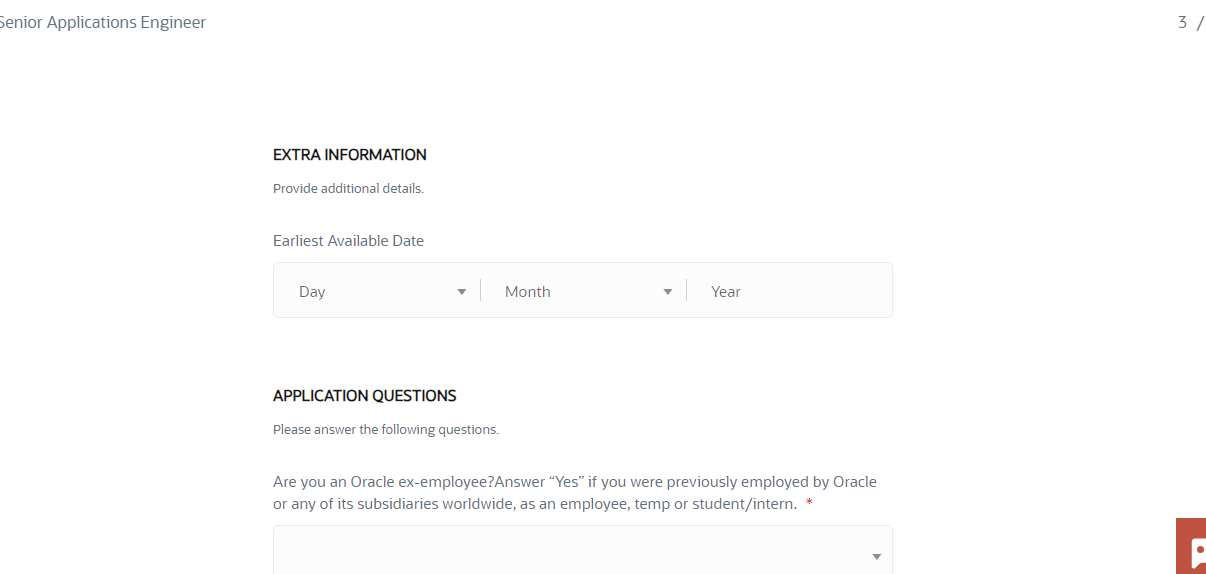 Senior Applications Engineer
3 /
EXTRA INFORMATION
Provide additional details.
Earliest Available Date
Day Month Year
APPLICATION QUESTIONS
Please answer the following questions.
Are you an Oracle ex-employee?Answer “Yes” if you were previously employed by Oracle
or any of its subsidiaries worldwide, as an employee, temp or student/intern. *